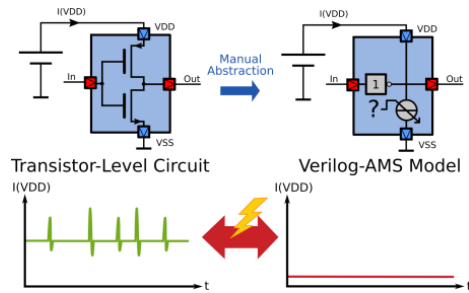 I(VDD)
VDD
In
Out
VSS
Manual
Abstraction
I(VDD)
VDD
In
1
?
Out
VSS
Transistor-Level Circuit
Verilog-AMS Model
I(VDD)
t
I(VDD)
t